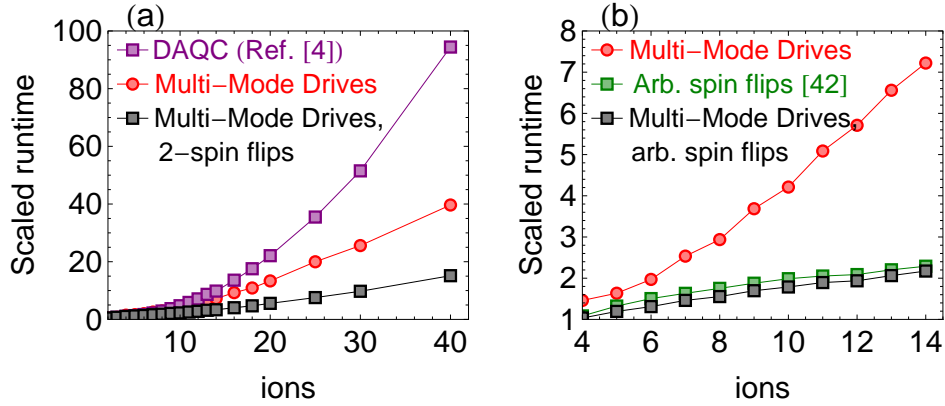 (a)
Scaled runtime
100
80
60
40
20
0
DAQC (Ref. [4])
Multi−Mode Drives
Multi−Mode Drives,
2−spin flips
10
20
30
40
ions
(b)
Scaled runtime
8
7
6
5
4
3
2
1
Multi−Mode Drives
Arb. spin flips [42]
Multi−Mode Drives,
arb. spin flips
4
6
8
10
12
14
ions